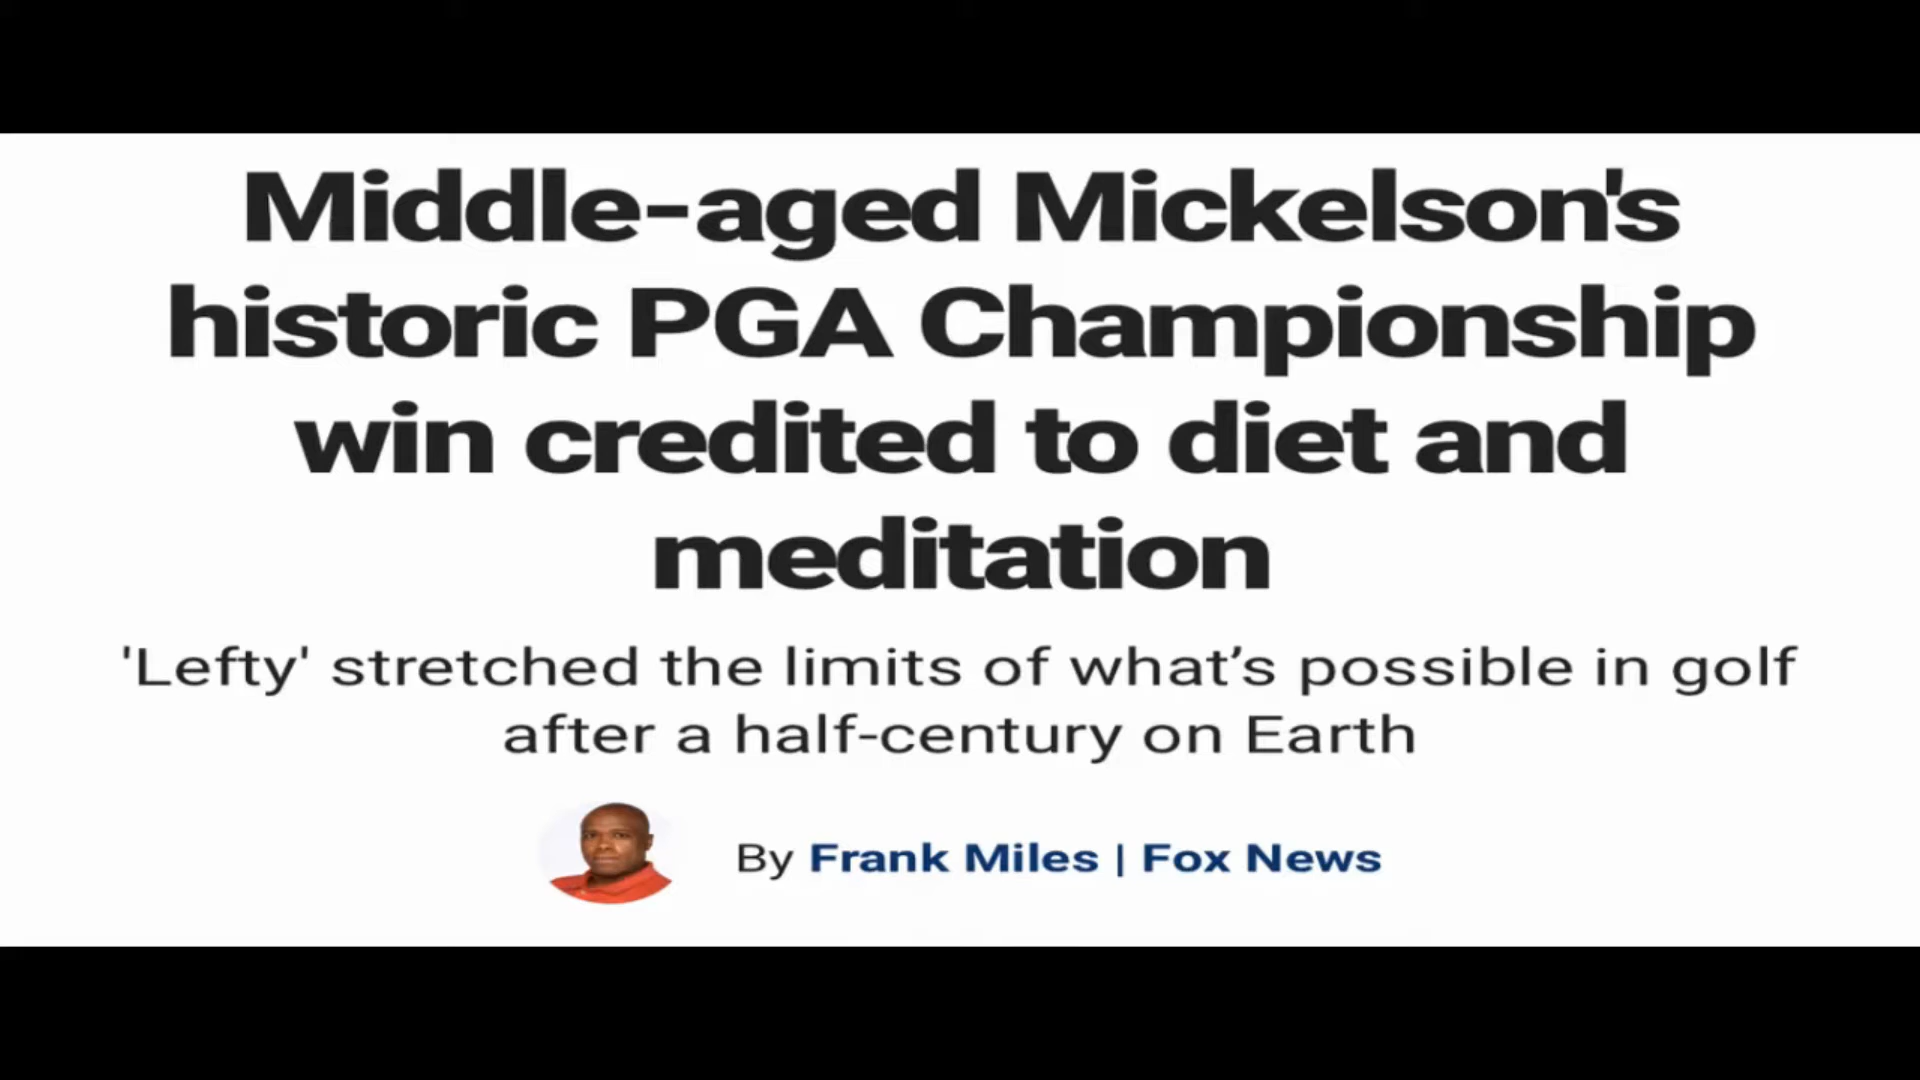 Middle-aged Mickelson's
historic PGA Championship
win credited to diet and
meditation
'Lefty' stretched the limits of what’s possible in golf
after a half-century on Earth
By Frank Miles | Fox News